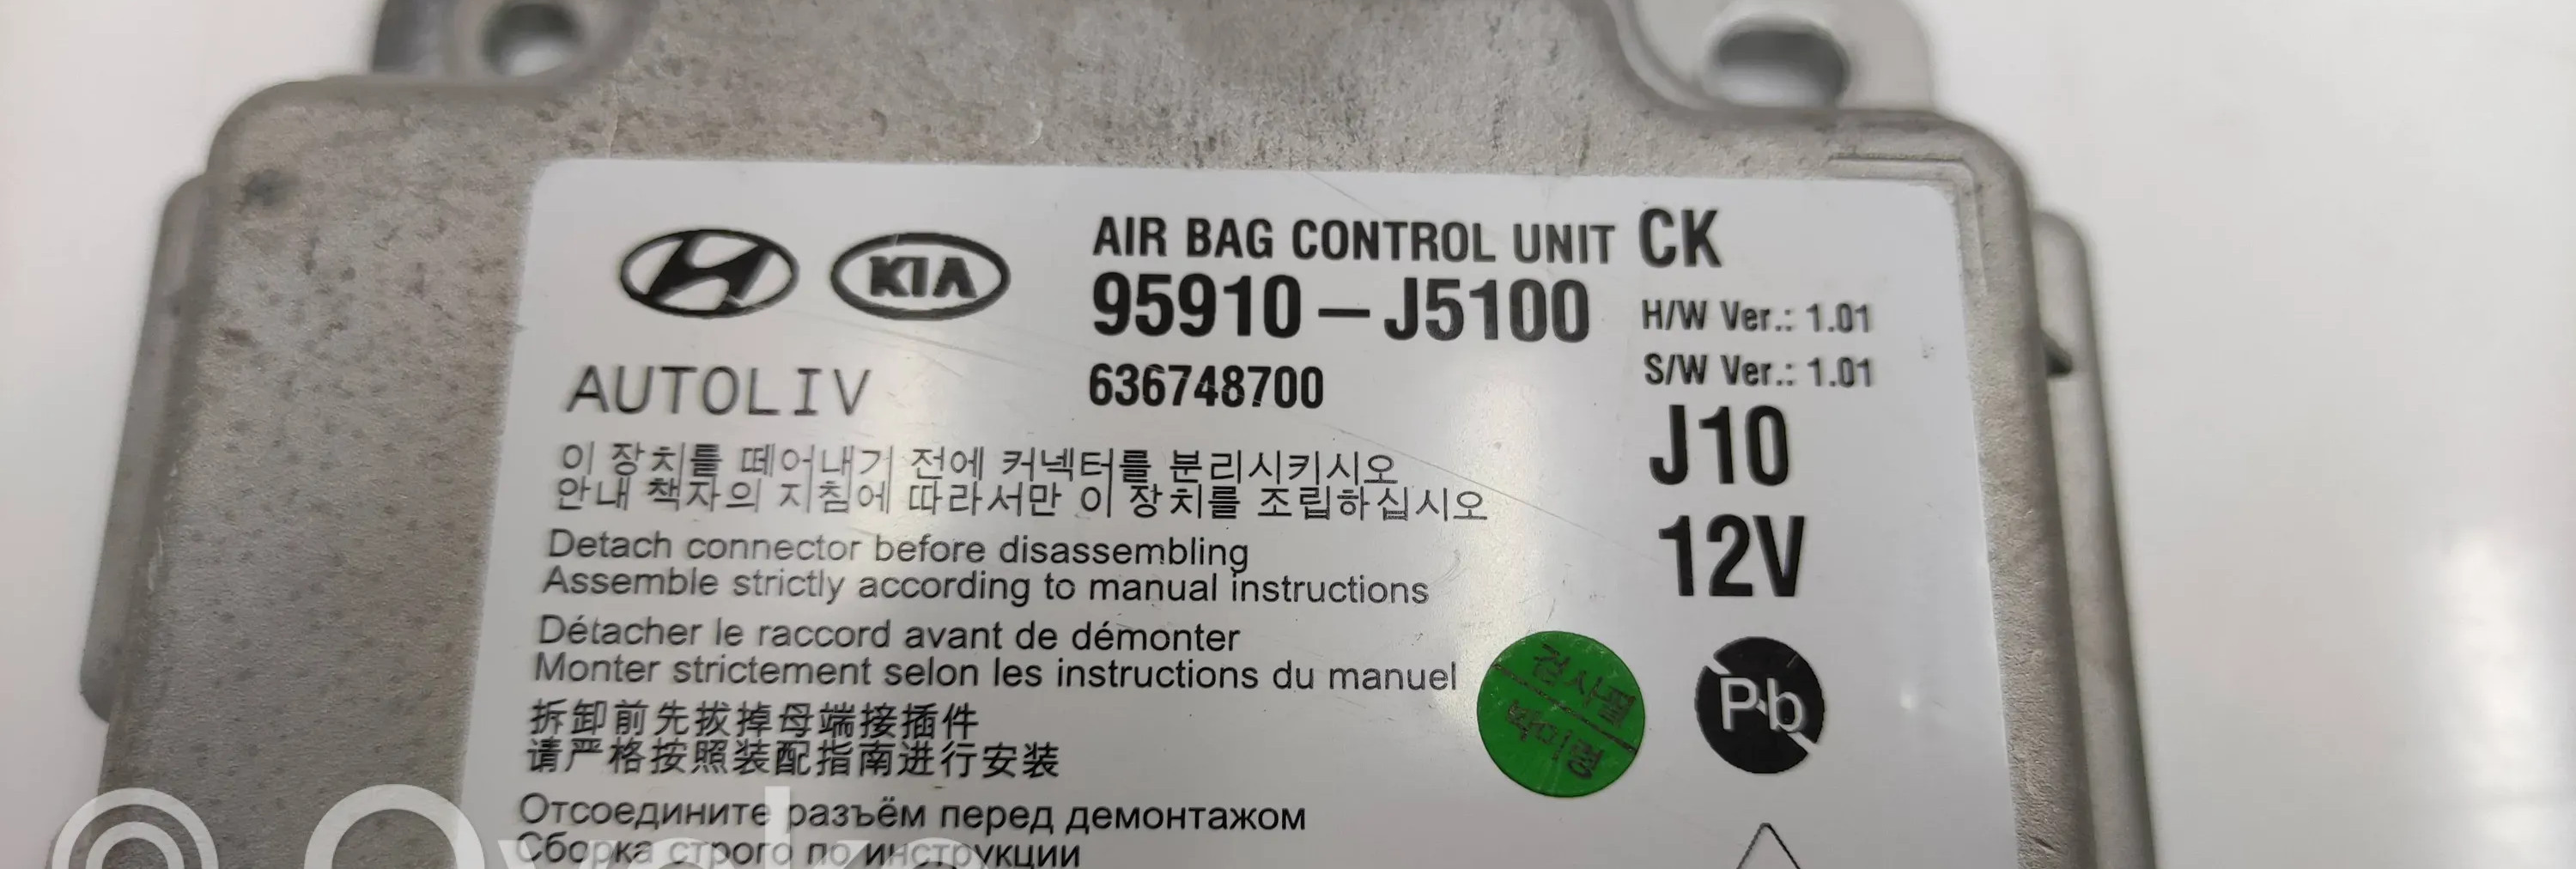 AIR BAG CONTROL UNIT CK
KIA
95910-J5100
H/W Ver.: 1.01
S/W Ver.: 1.01
AUTOLIV
636748700
J10
이 장치를 떼어내기 전에 커넥터를 분리시키시오
안내 책자의 지침에 따라서만 이 장치를 조립하십시오
12V
Detach connector before disassembling
Assemble strictly according to manual instructions
Détacher le raccord avant de démonter
Monter strictement selon les instructions du manuel
검사필
Pb
拆卸前先拔掉母端接插件
请严格按照装配指南进行安装
Отсоедините разъём перед демонтажом
Сборка строго по инструкции